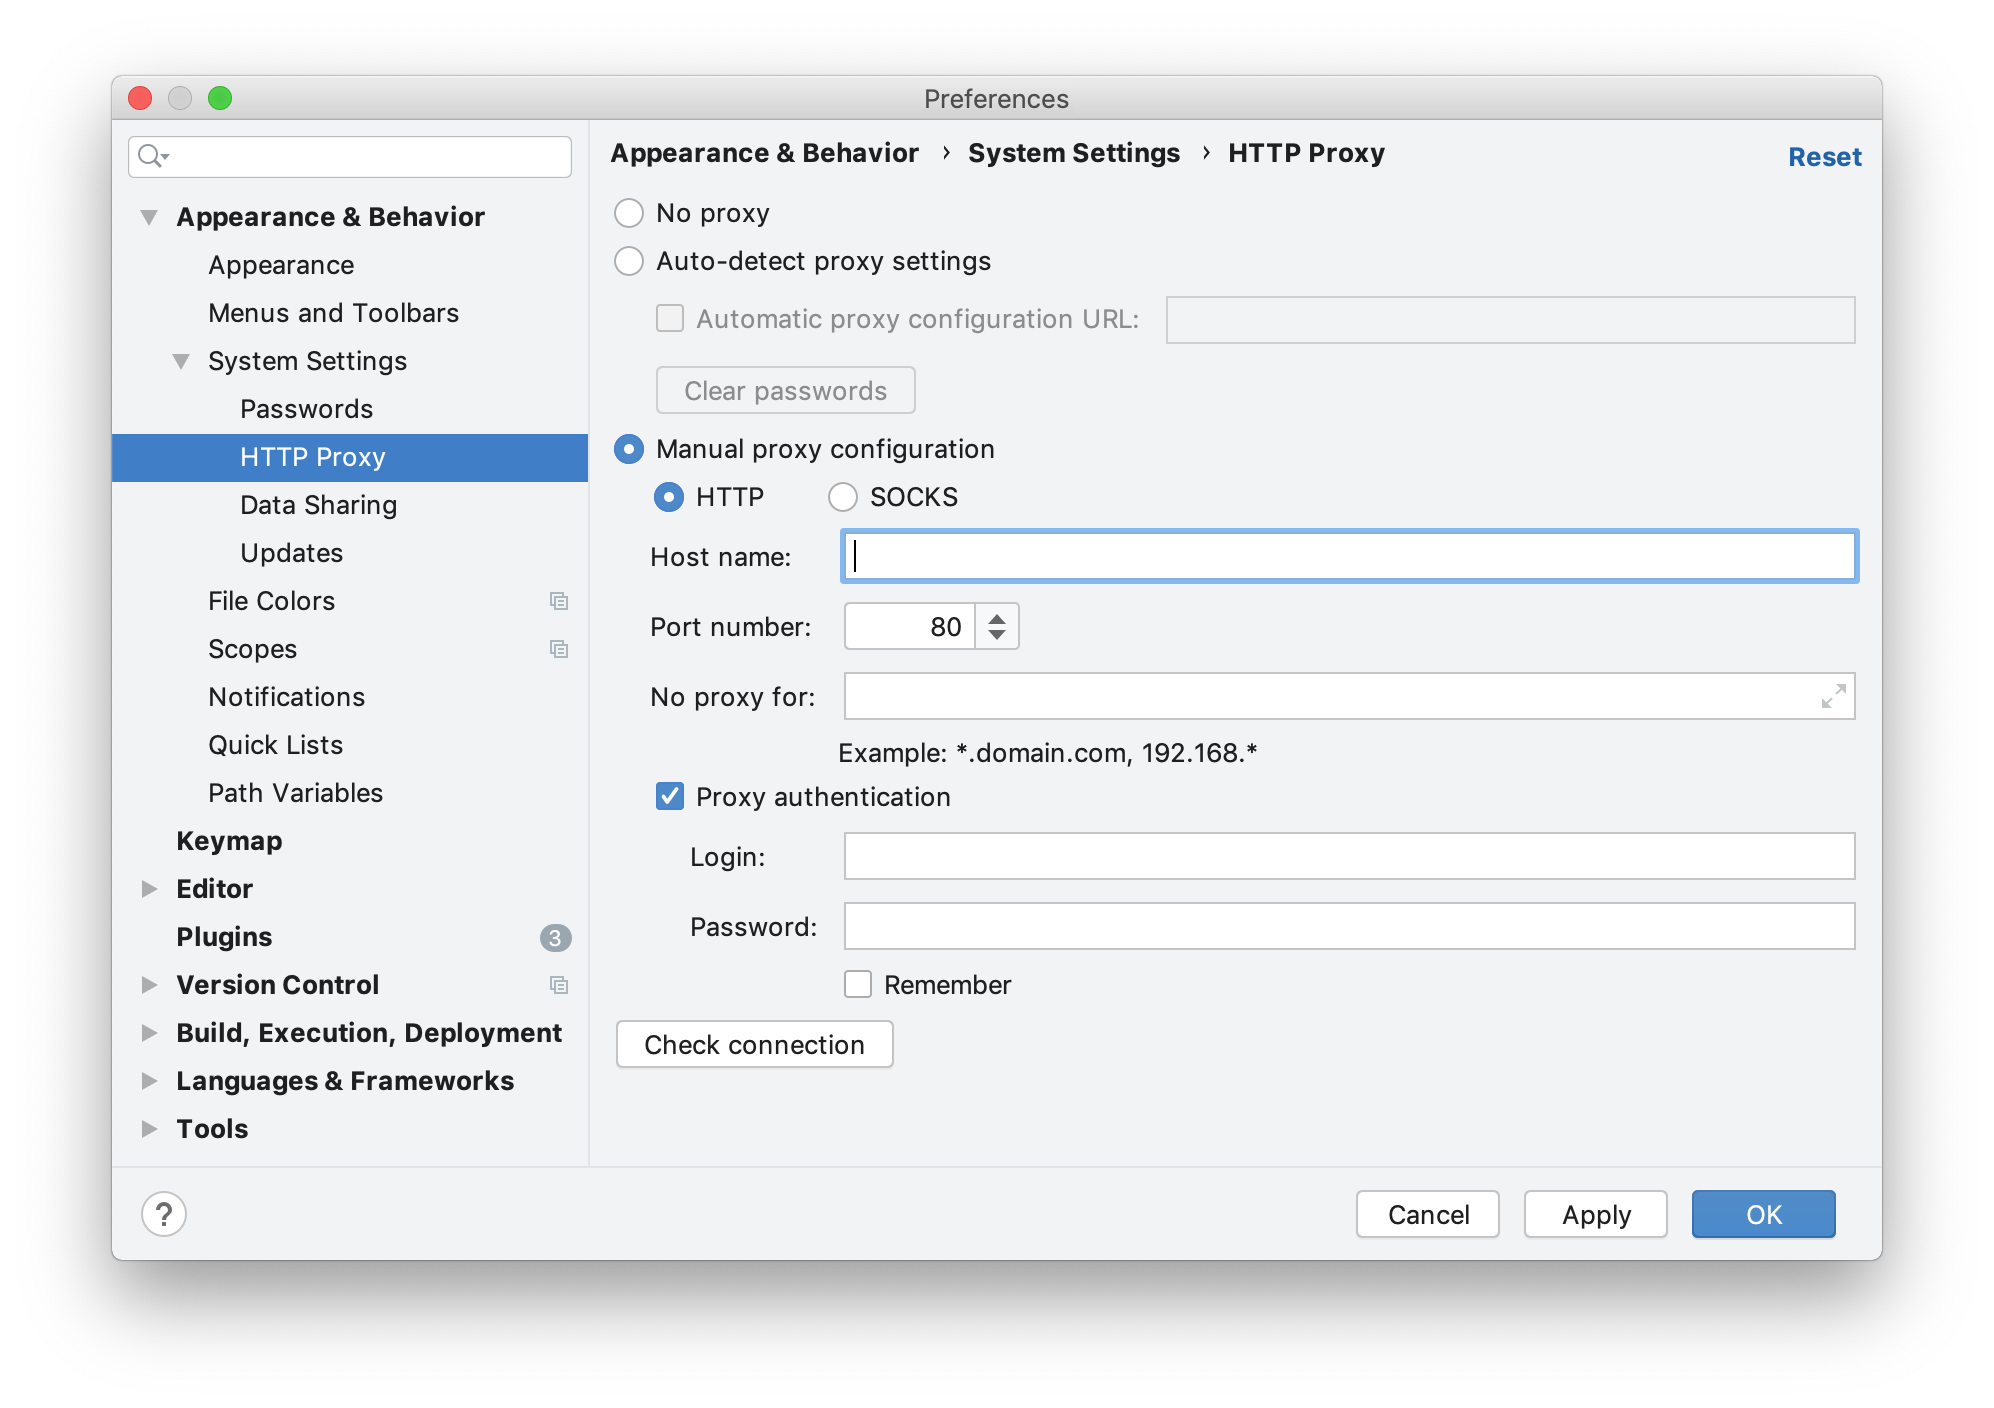 Preferences
Appearance & Behavior
Appearance
Menus and Toolbars
System Settings
Passwords
HTTP Proxy
Data Sharing
Updates
File Colors
Scopes
Notifications
Quick Lists
Path Variables
Keymap
Editor
Plugins 3
Version Control
Build, Execution, Deployment
Languages & Frameworks
Tools
Appearance & Behavior › System Settings › HTTP Proxy Reset
No proxy
Auto-detect proxy settings
Automatic proxy configuration URL:
Clear passwords
Manual proxy configuration
HTTP SOCKS
Host name:
Port number: 80
No proxy for:
Example: *.domain.com, 192.168.*
Proxy authentication
Login:
Password:
Remember
Check connection
? Cancel Apply OK